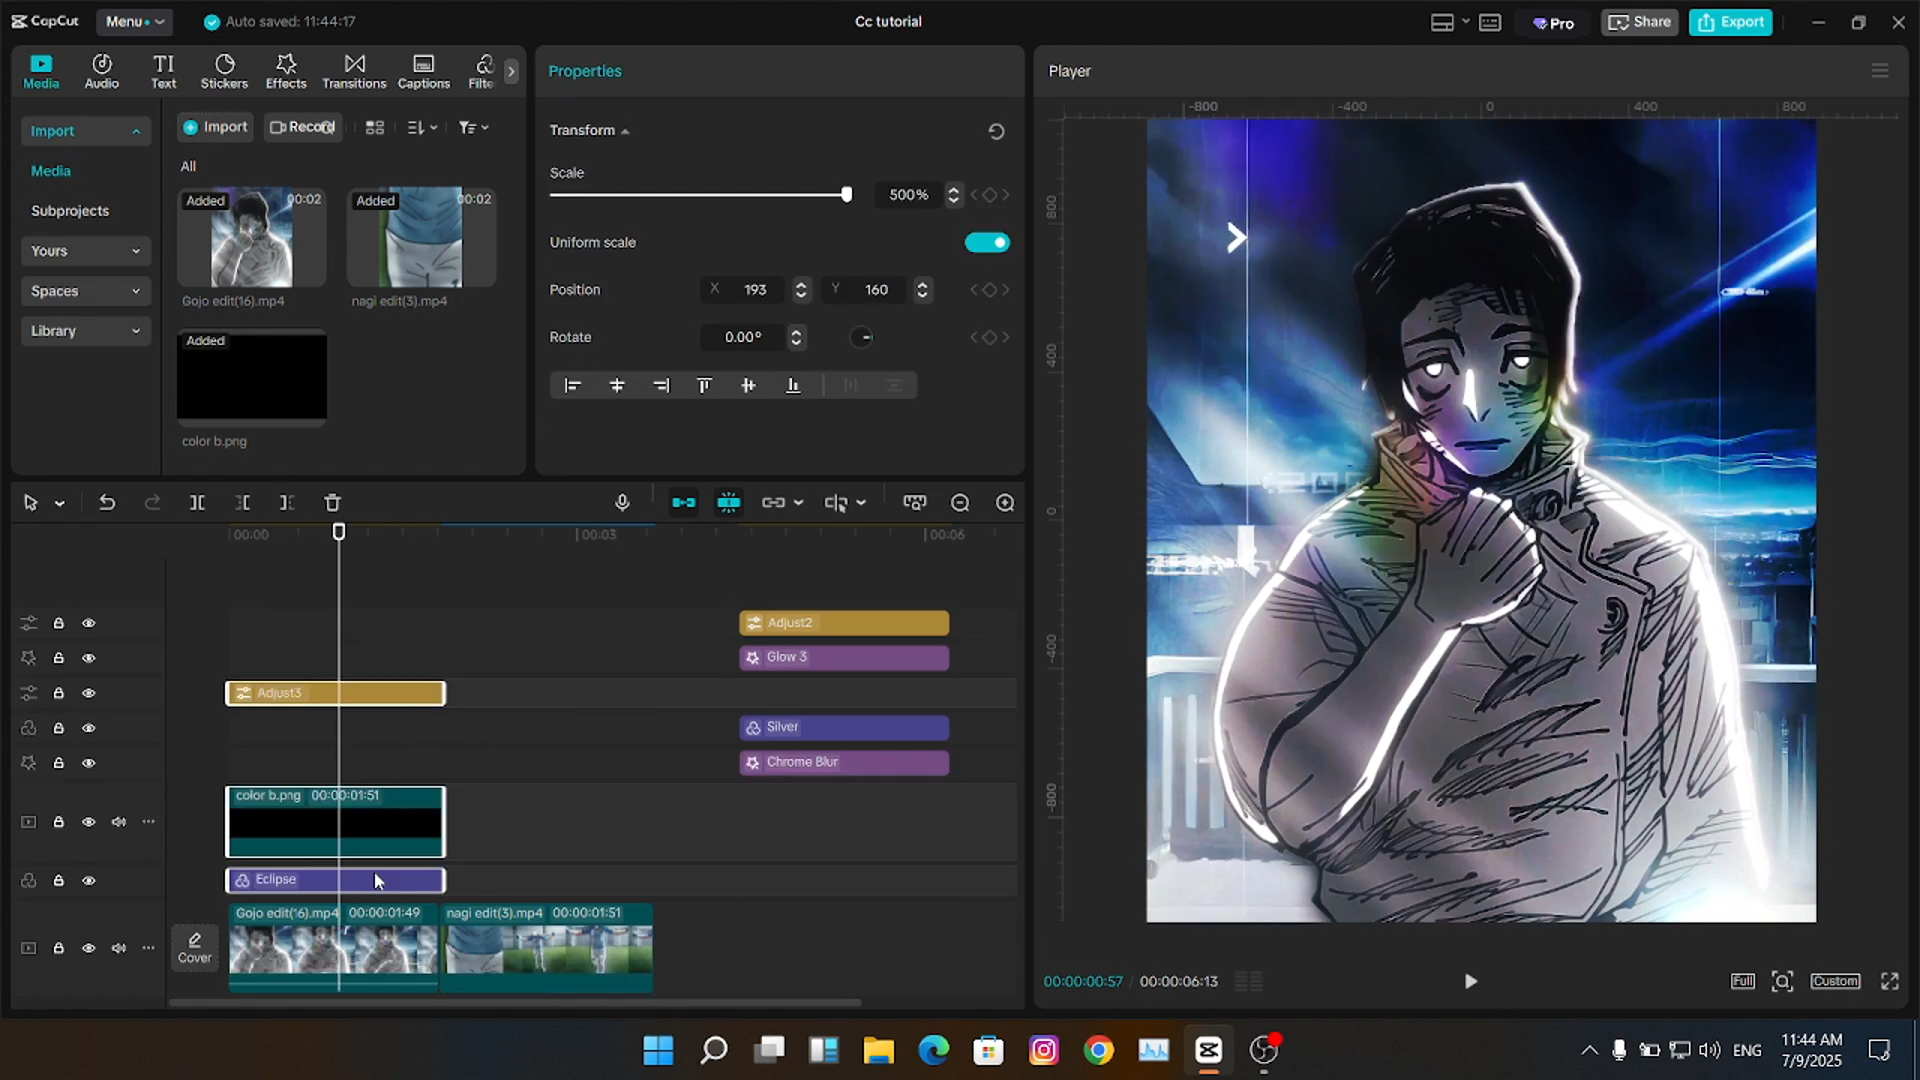 CapCut
Menu
Auto saved: 11:44:17
Cc tutorial
Pro
Share
Export
Media
Audio
Text
Stickers
Effects
Transitions
Captions
Import
Media
Subprojects
Yours
Spaces
Library
Import
Record
All
Added
00:02
Gojo edit(16).mp4
Added
00:02
nagi edit(3).mp4
Added
color b.png
Properties
Transform
Scale
500%
Uniform scale
Position
X 193
Y 160
Rotate
0.00°
Player
-800
-400
0
400
800
800
400
0
-400
-800
00:00
00:03
00:06
Adjust2
Glow 3
Adjust3
Silver
Chrome Blur
color b.png 00:00:01:51
Eclipse
Cover
Gojo edit(16).mp4 00:00:01:49
nagi edit(3).mp4 00:00:01:51
00:00:00:57 / 00:00:06:13
Full
Custom
ENG
11:44 AM
7/9/2025